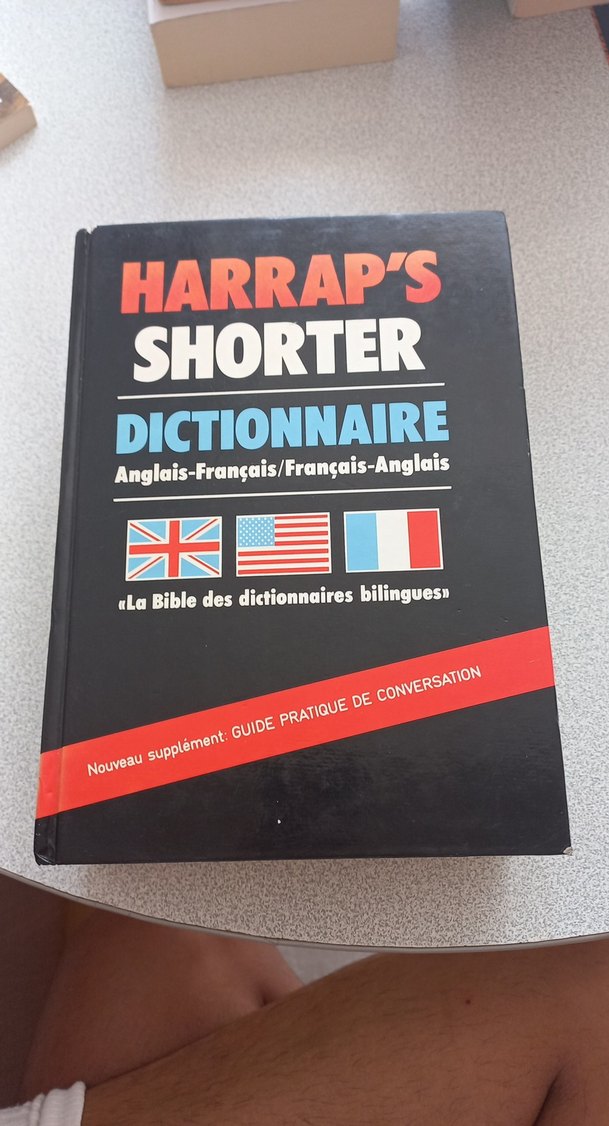 HARRAP'S
SHORTER
DICTIONNAIRE
Anglais-Français/Français-Anglais
«La Bible des dictionnaires bilingues»
Nouveau supplément: GUIDE PRATIQUE DE CONVERSATION